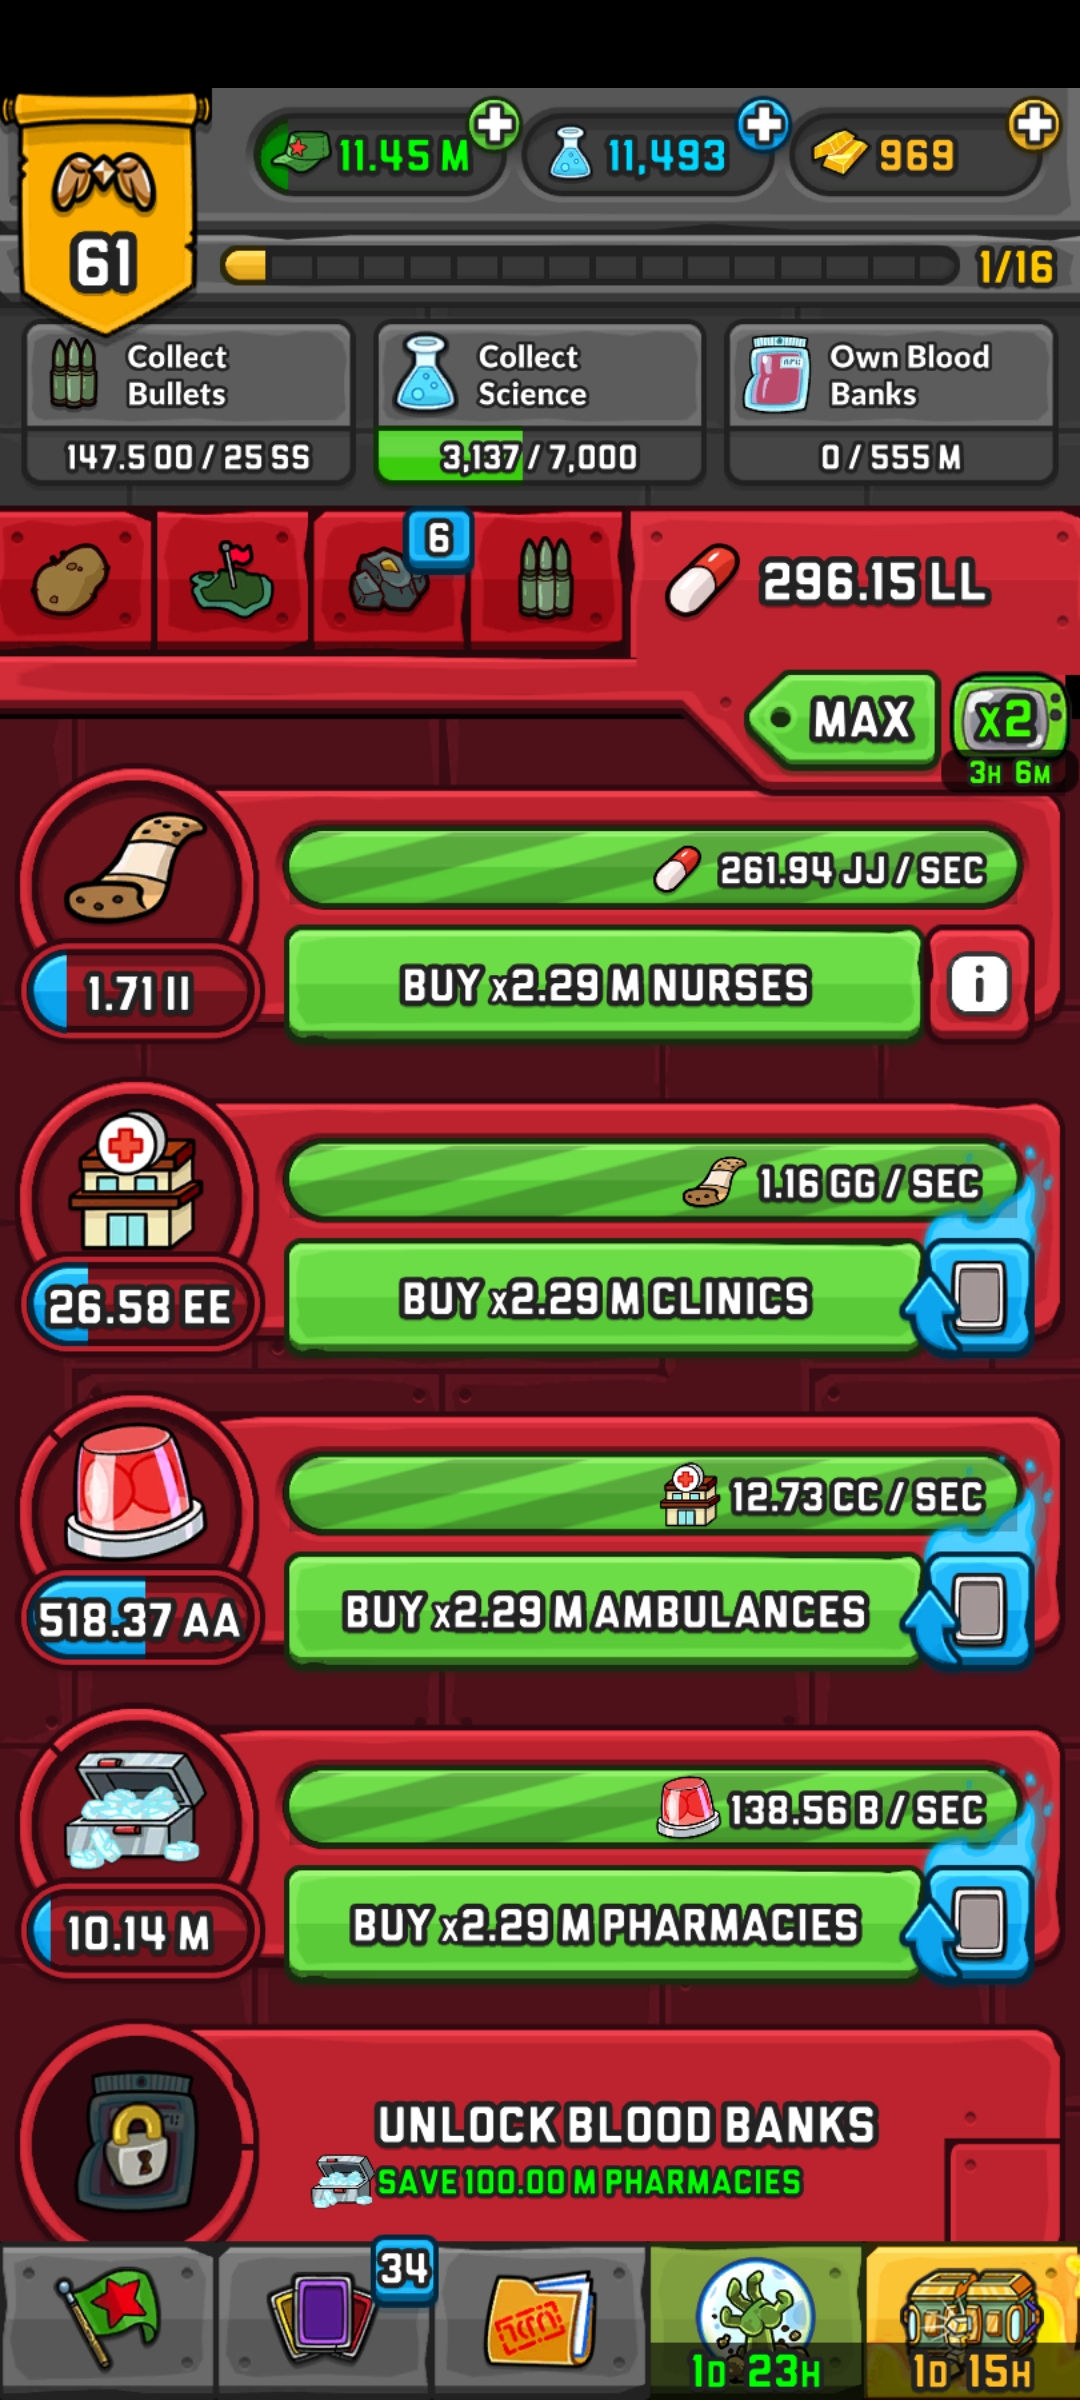 11.45 M
11,493
969
61
1/16
Collect
Bullets
147.5 OO / 25 SS
Collect
Science
3,137 / 7,000
Own Blood
Banks
0 / 555 M
6
296.15 LL
MAX
x2
3H 6M
261.94 JJ / SEC
1.71 II
BUY x2.29 M NURSES
i
1.16 GG / SEC
26.58 EE
BUY x2.29 M CLINICS
12.73 CC / SEC
518.37 AA
BUY x2.29 M AMBULANCES
138.56 B / SEC
10.14 M
BUY x2.29 M PHARMACIES
UNLOCK BLOOD BANKS
SAVE 100.00 M PHARMACIES
34
1D 23H
1D 15H